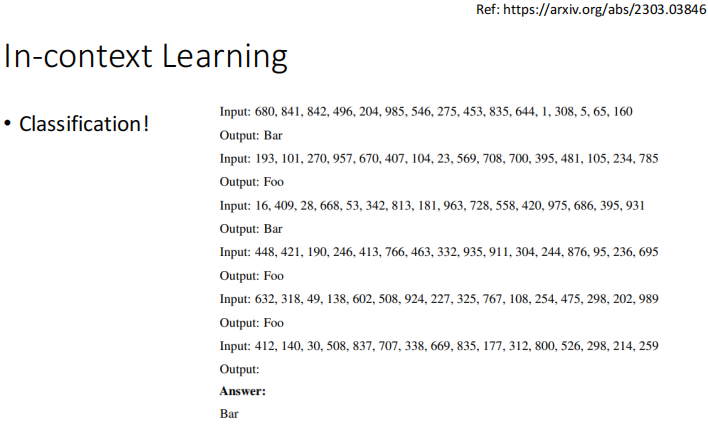 Ref: https://arxiv.org/abs/2303.03846
In-context Learning
• Classification!
Input: 680, 841, 842, 496, 204, 985, 546, 275, 453, 835, 644, 1, 308, 5, 65, 160
Output: Bar
Input: 193, 101, 270, 957, 670, 407, 104, 23, 569, 708, 700, 395, 481, 105, 234, 785
Output: Foo
Input: 16, 409, 28, 668, 53, 342, 813, 181, 963, 728, 558, 420, 975, 686, 395, 931
Output: Bar
Input: 448, 421, 190, 246, 413, 766, 463, 332, 935, 911, 304, 244, 876, 95, 236, 695
Output: Foo
Input: 632, 318, 49, 138, 602, 508, 924, 227, 325, 767, 108, 254, 475, 298, 202, 989
Output: Foo
Input: 412, 140, 30, 508, 837, 707, 338, 669, 835, 177, 312, 800, 526, 298, 214, 259
Output:
Answer:
Bar